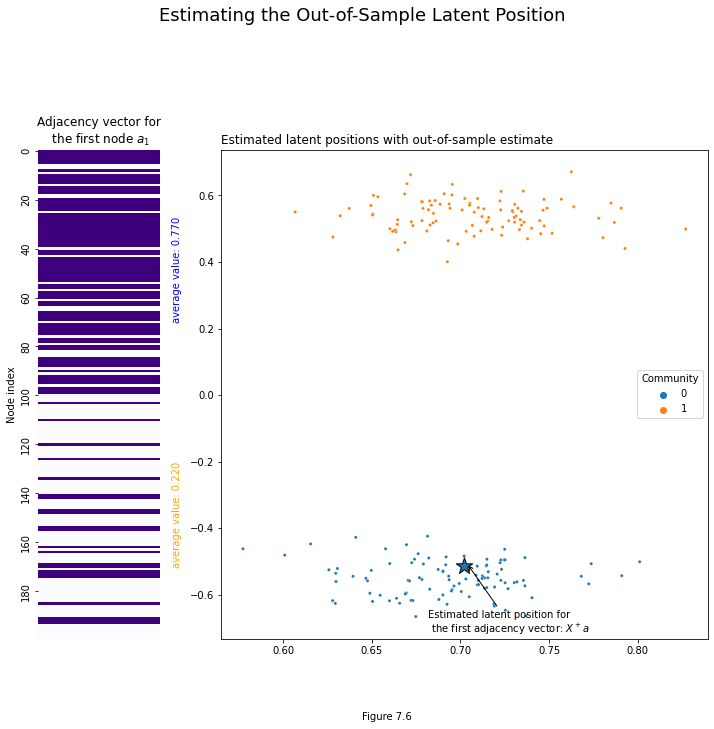 Estimating the Out-of-Sample Latent Position
Adjacency vector for
the first node a₁
0
20
40
60
80
100
120
140
160
180
Node index
average value: 0.770
average value: 0.220
Estimated latent positions with out-of-sample estimate
0.6
0.4
0.2
0.0
−0.2
−0.4
−0.6
0.60
0.65
0.70
0.75
0.80
Community
0
1
Estimated latent position for
the first adjacency vector: X⁺a
Figure 7.6